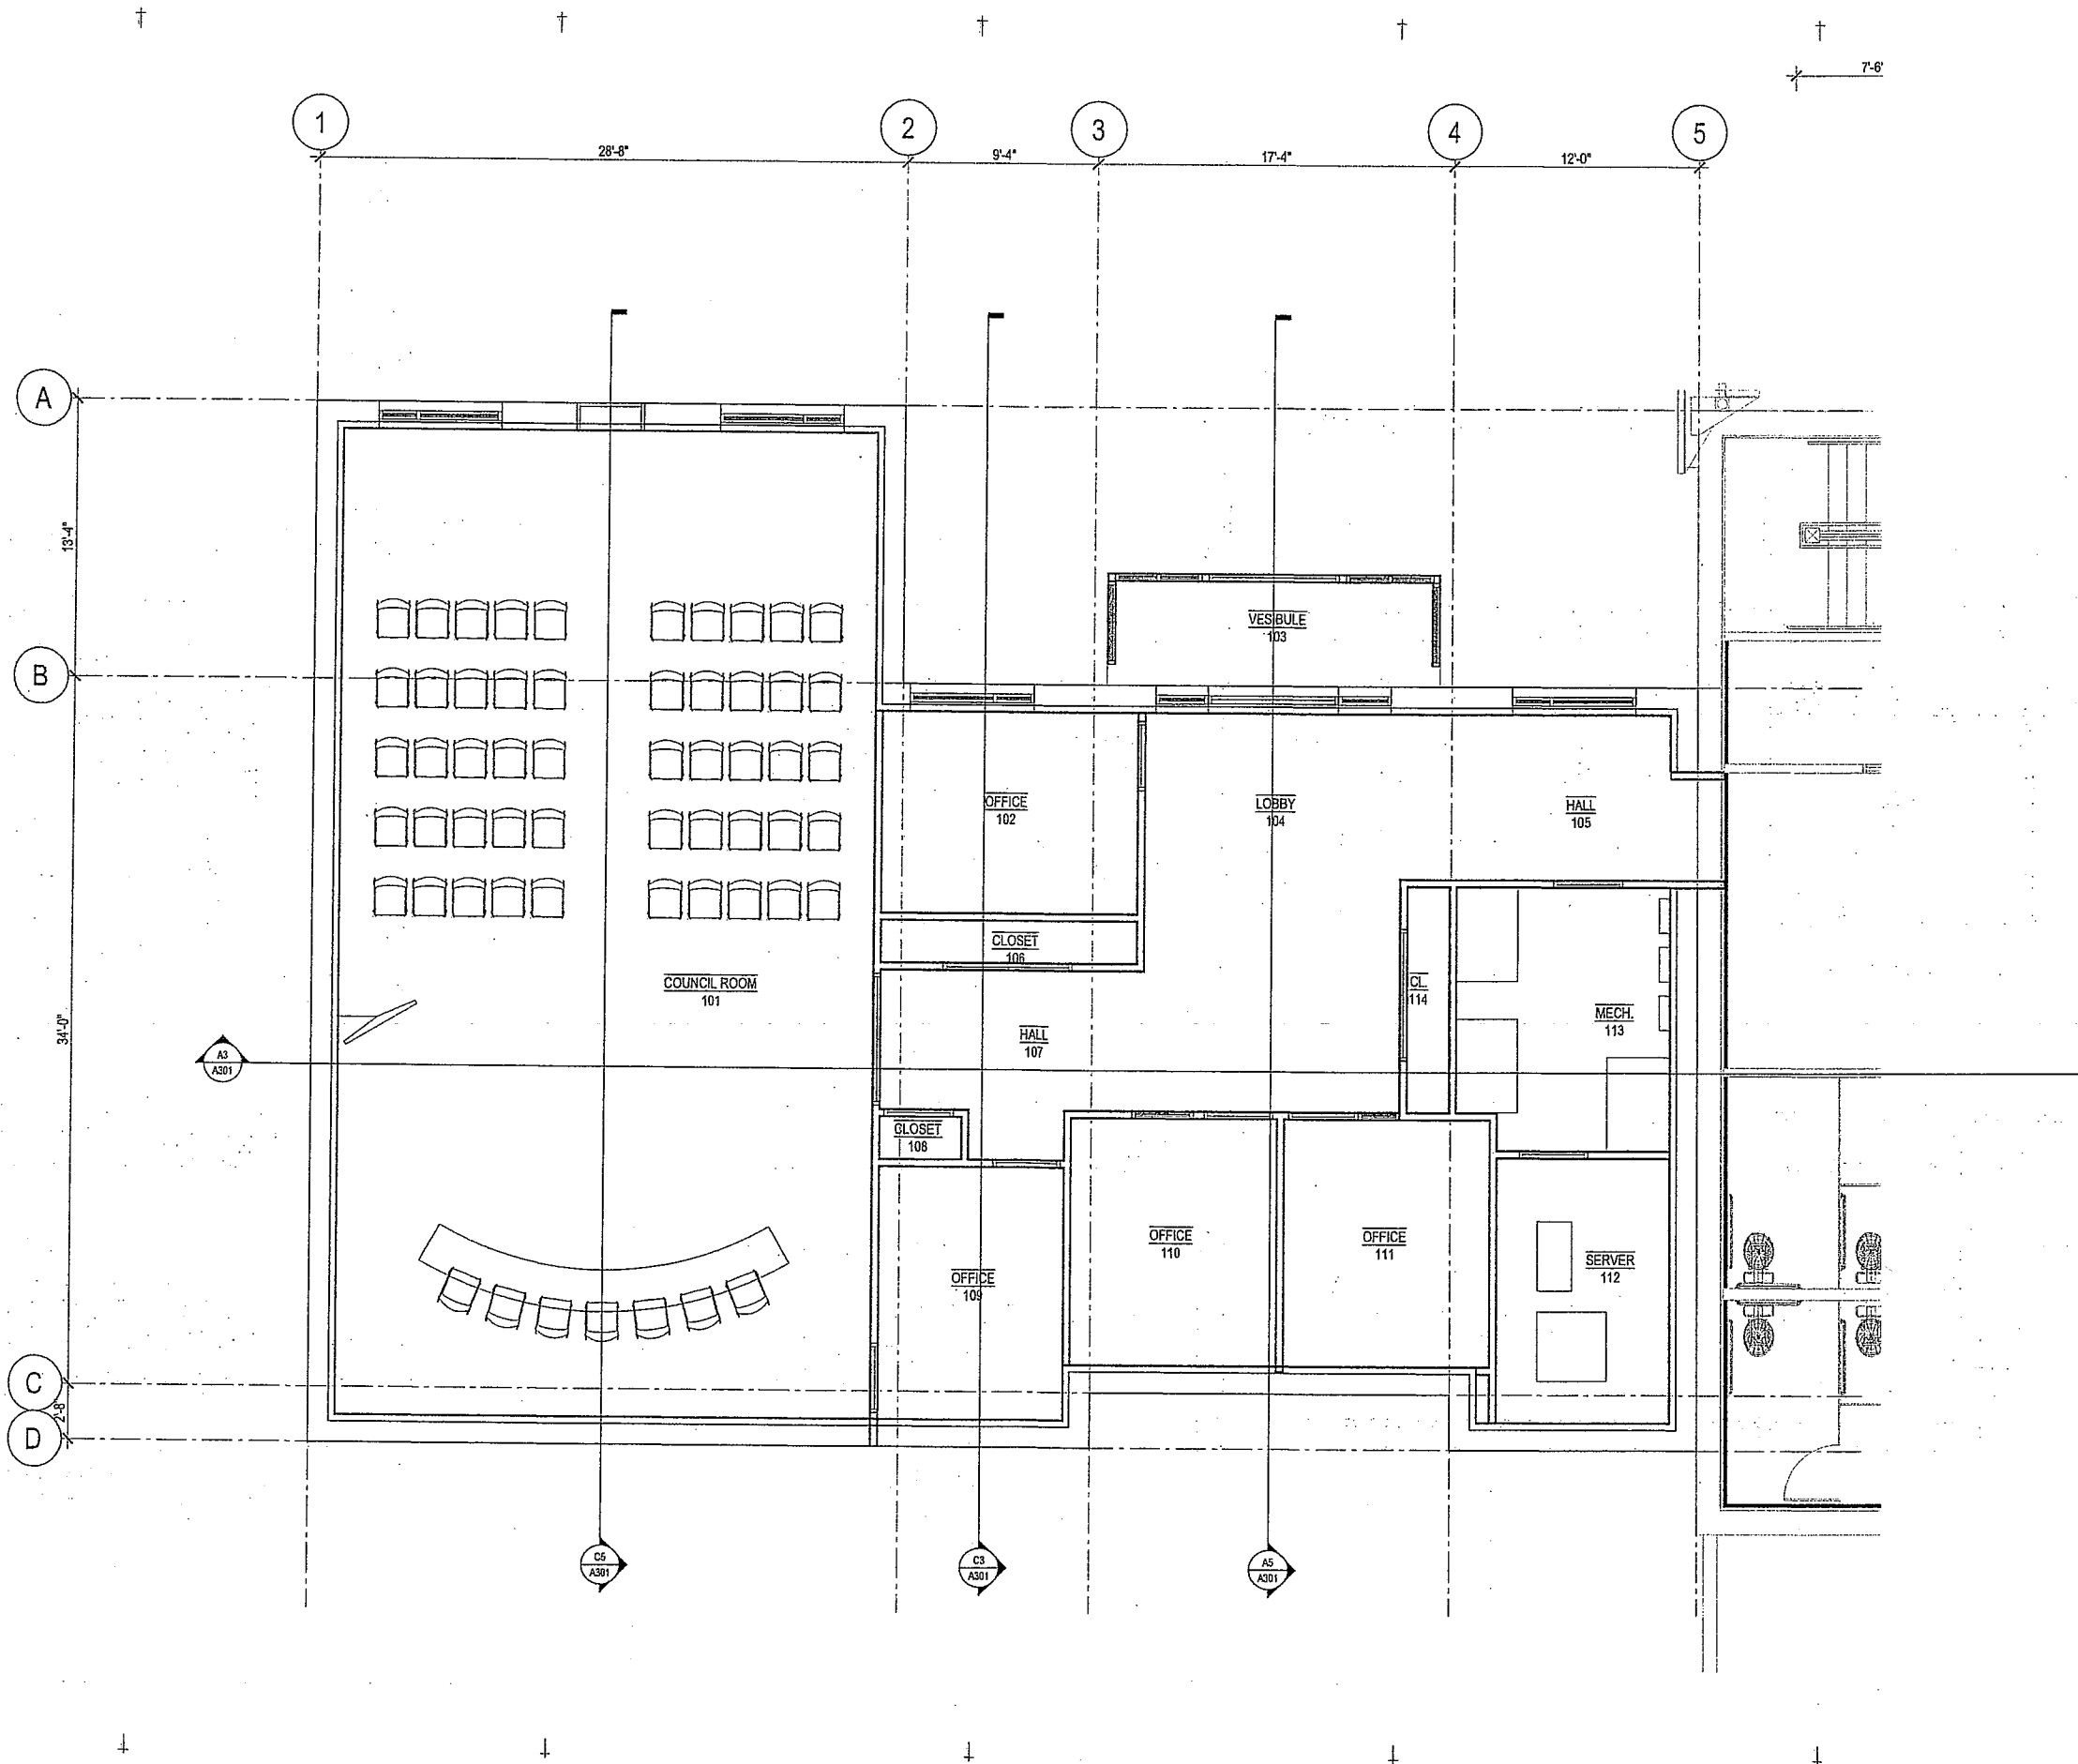 7'-6"
1
2
3
4
5
28'-8"
9'-4"
17'-4"
12'-0"
A
13'-4"
VESIBULE
103
B
OFFICE
102
LOBBY
104
HALL
105
CLOSET
106
COUNCIL ROOM
101
CL.
114
MECH.
113
34'-0"
HALL
107
A3
A301
CLOSET
108
OFFICE
110
OFFICE
111
SERVER
112
OFFICE
109
C
2'-8"
D
C5
A301
C3
A301
A5
A301